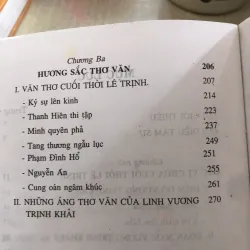 Chương Ba
HƯƠNG SẮC THƠ VĂN 206
I. VĂN THƠ CUỐI THỜI LÊ TRỊNH. 207
- Ký sự lên kinh 214
- Thanh Hiên thi tập 223
- Minh quyên phả 239
- Tang thương ngẫu lục 249
- Phạm Đình Hổ 251
- Nguyễn Án 255
- Cung oán ngâm khúc 261
II. NHỮNG ÁNG THƠ VĂN CỦA LINH VƯƠNG 270
TRỊNH KHẢI